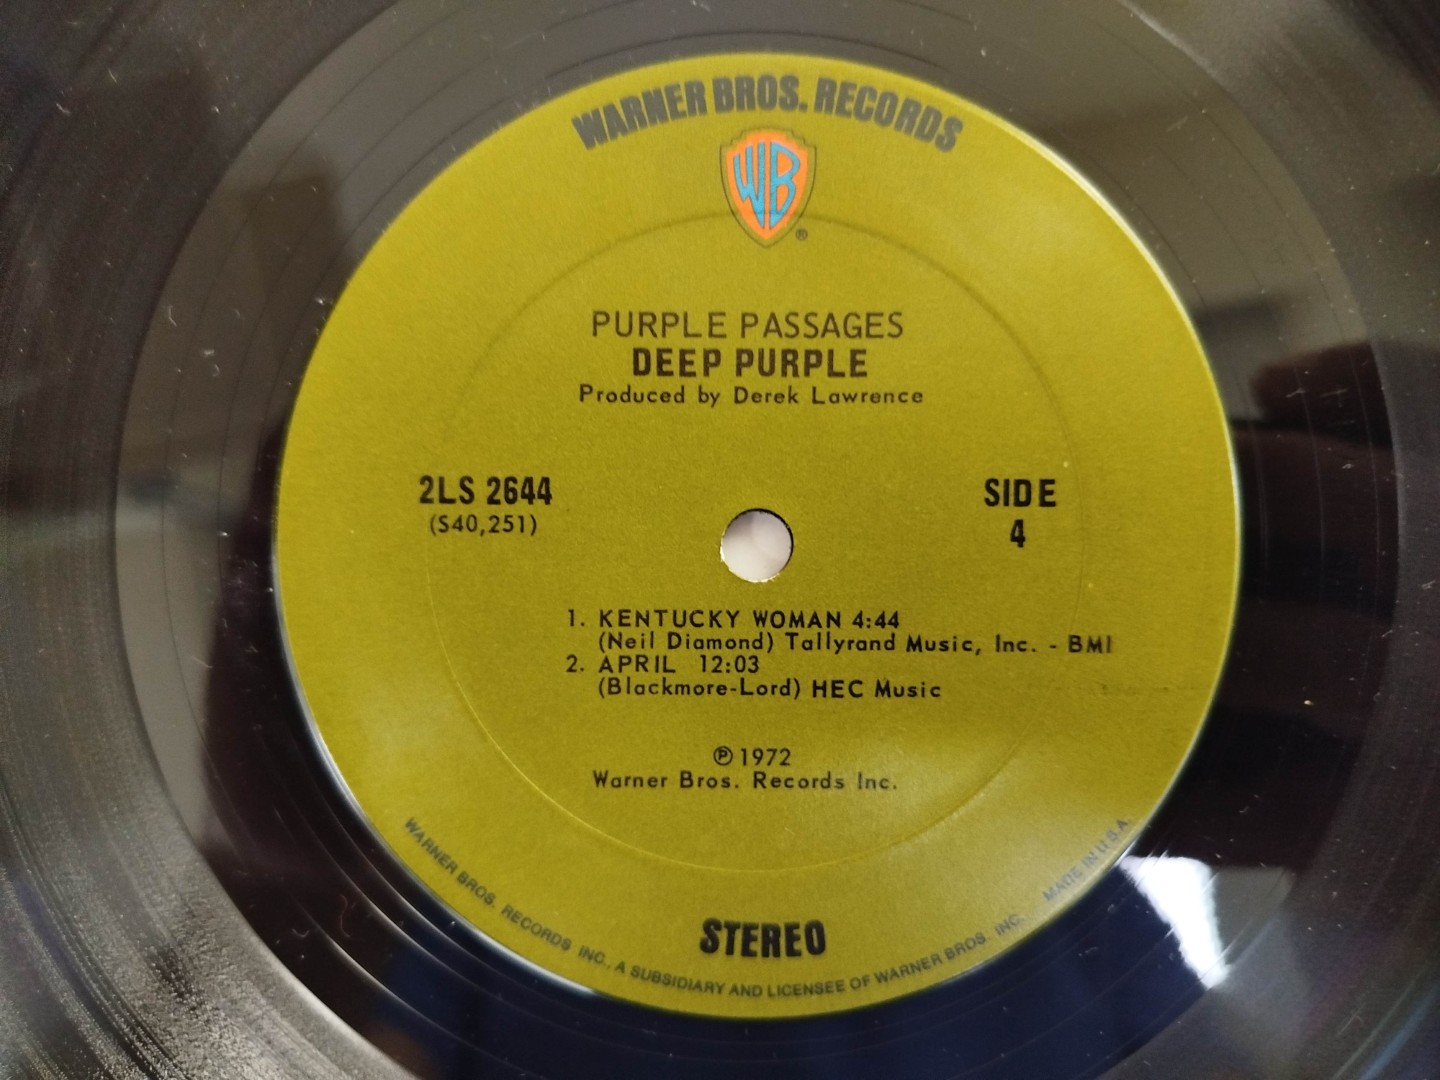 WARNER BROS. RECORDS
WB
®
PURPLE PASSAGES
DEEP PURPLE
Produced by Derek Lawrence
2LS 2644
(S40,251)
SIDE
4
1. KENTUCKY WOMAN 4:44
(Neil Diamond) Tallyrand Music, Inc. - BMI
2. APRIL 12:03
(Blackmore-Lord) HEC Music
℗ 1972
Warner Bros. Records Inc.
STEREO
WARNER BROS. RECORDS INC., A SUBSIDIARY AND LICENSEE OF WARNER BROS. INC. MADE IN U.S.A.